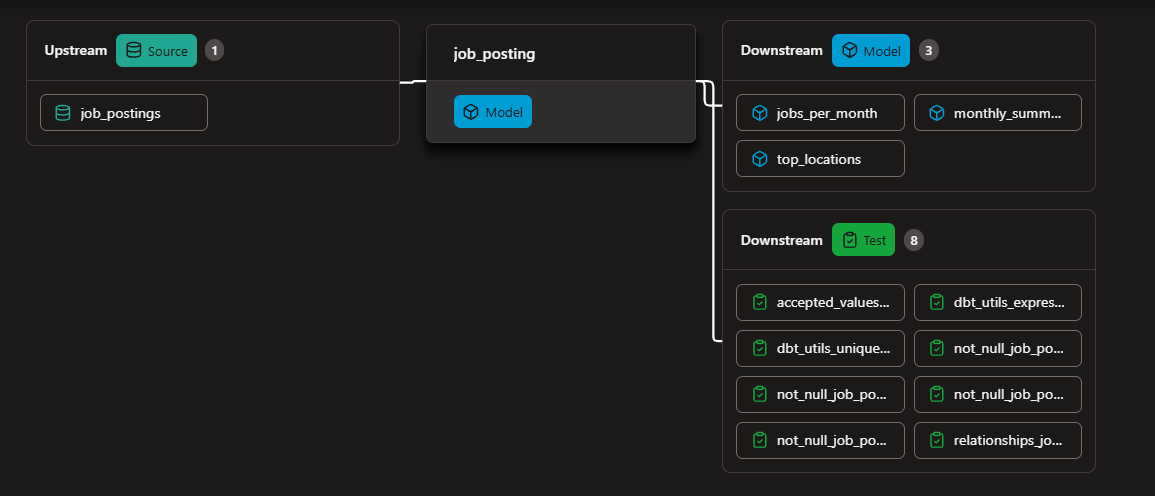 Upstream Source 1
job_postings
job_posting
Model
Downstream Model 3
jobs_per_month monthly_summ...
top_locations
Downstream Test 8
accepted_values... dbt_utils_expres...
dbt_utils_unique... not_null_job_po...
not_null_job_po... not_null_job_po...
not_null_job_po... relationships_jo...